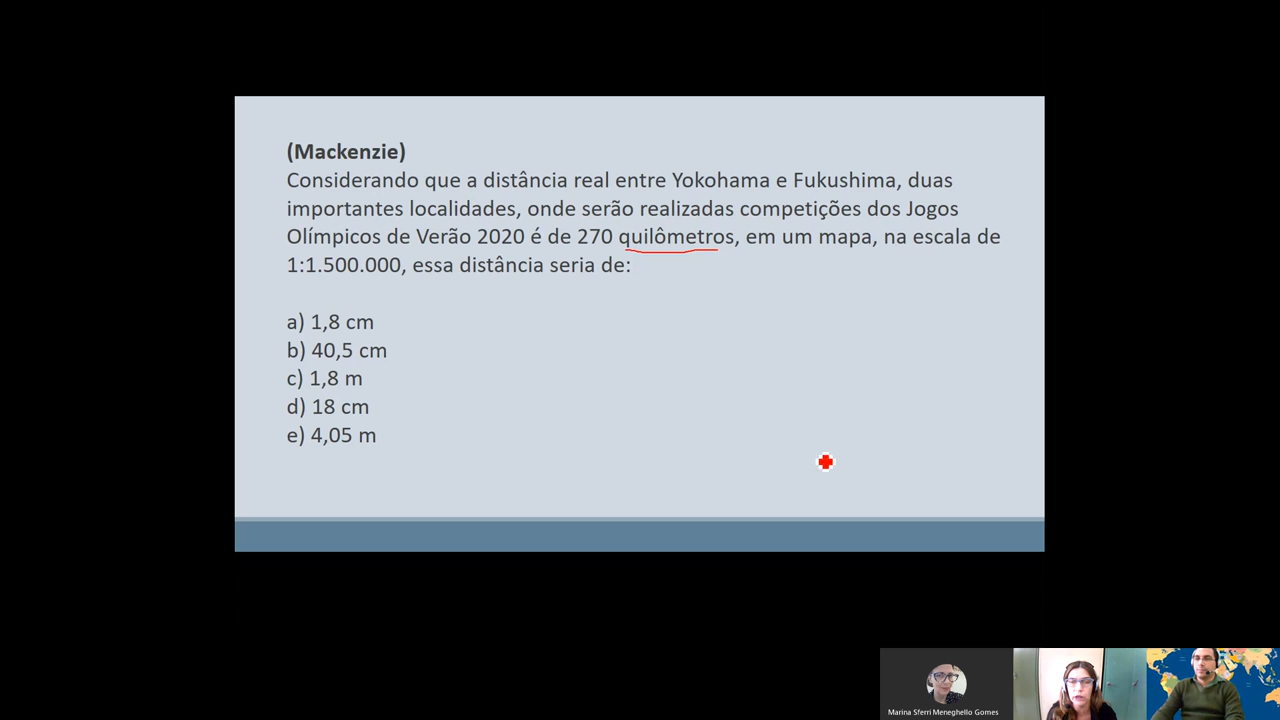 (Mackenzie)
Considerando que a distância real entre Yokohama e Fukushima, duas
importantes localidades, onde serão realizadas competições dos Jogos
Olímpicos de Verão 2020 é de 270 quilômetros, em um mapa, na escala de
1:1.500.000, essa distância seria de:
a) 1,8 cm
b) 40,5 cm
c) 1,8 m
d) 18 cm
e) 4,05 m
Marina Sferri Meneghello Gomes